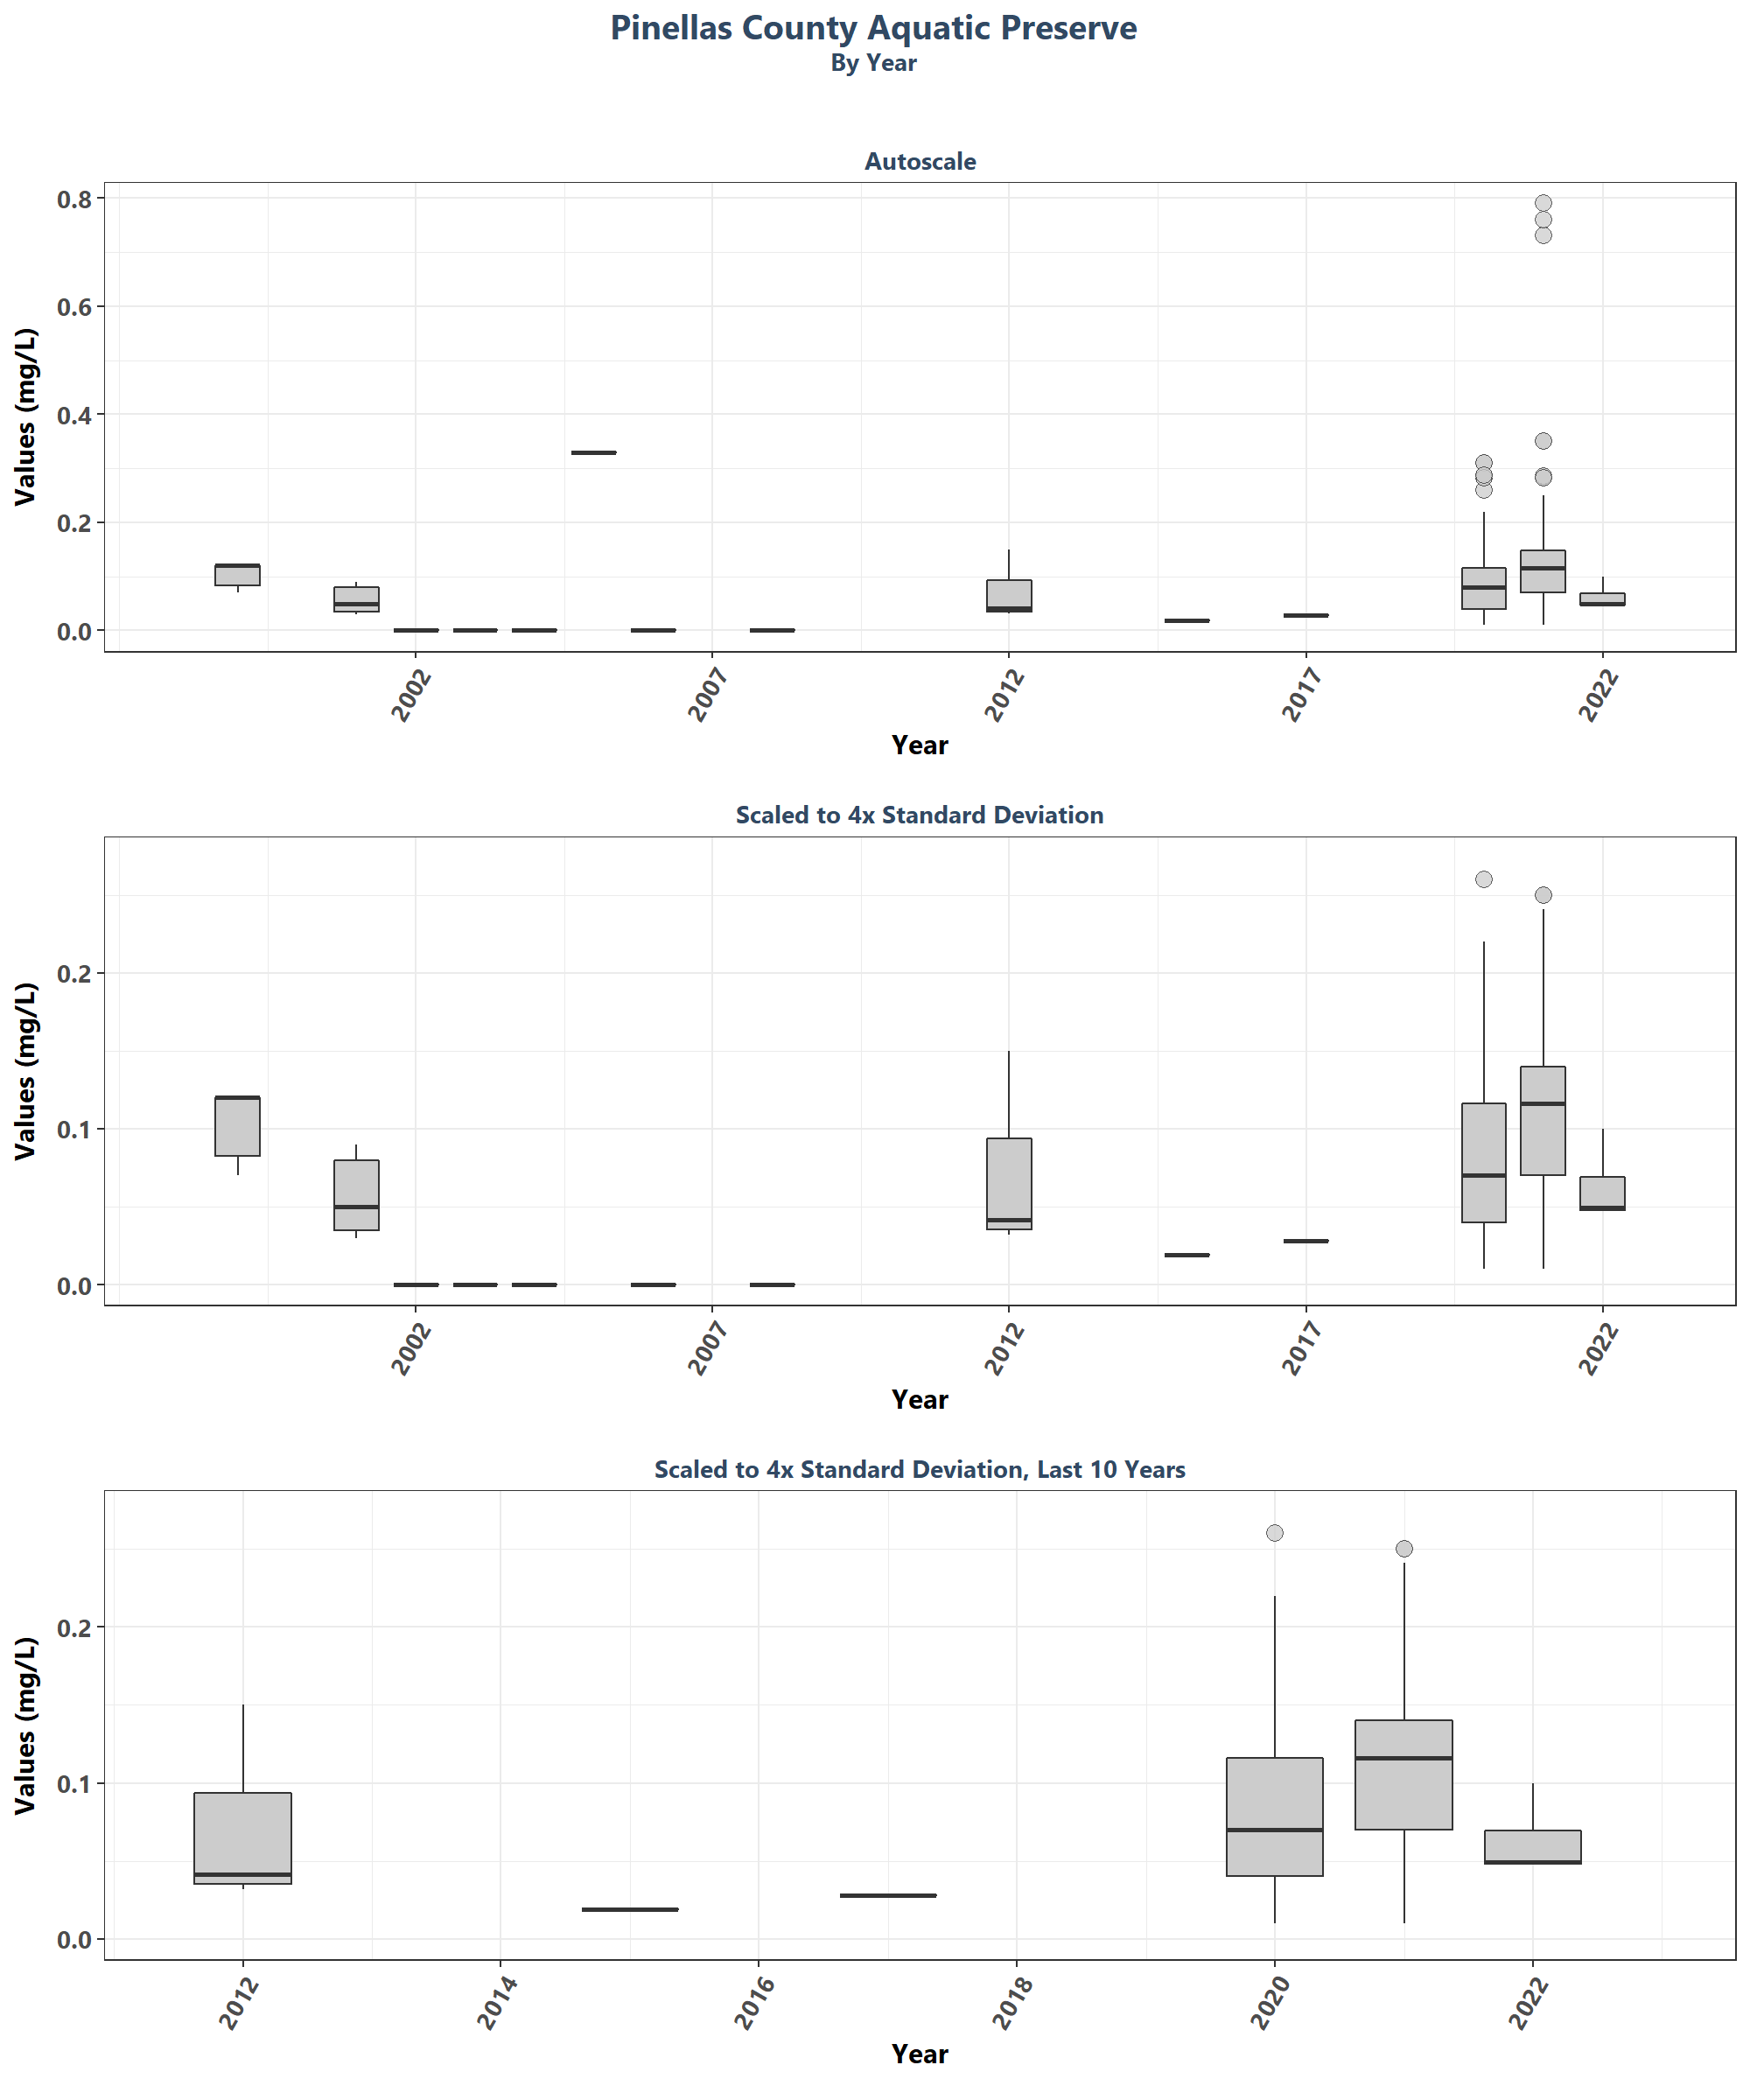 Pinellas County Aquatic Preserve
By Year
Autoscale
Values (mg/L)
0.8
0.6
0.4
0.2
0.0
2002
2007
2012
2017
2022
Year
Scaled to 4x Standard Deviation
Values (mg/L)
0.2
0.1
0.0
2002
2007
2012
2017
2022
Year
Scaled to 4x Standard Deviation, Last 10 Years
Values (mg/L)
0.2
0.1
0.0
2012
2014
2016
2018
2020
2022
Year